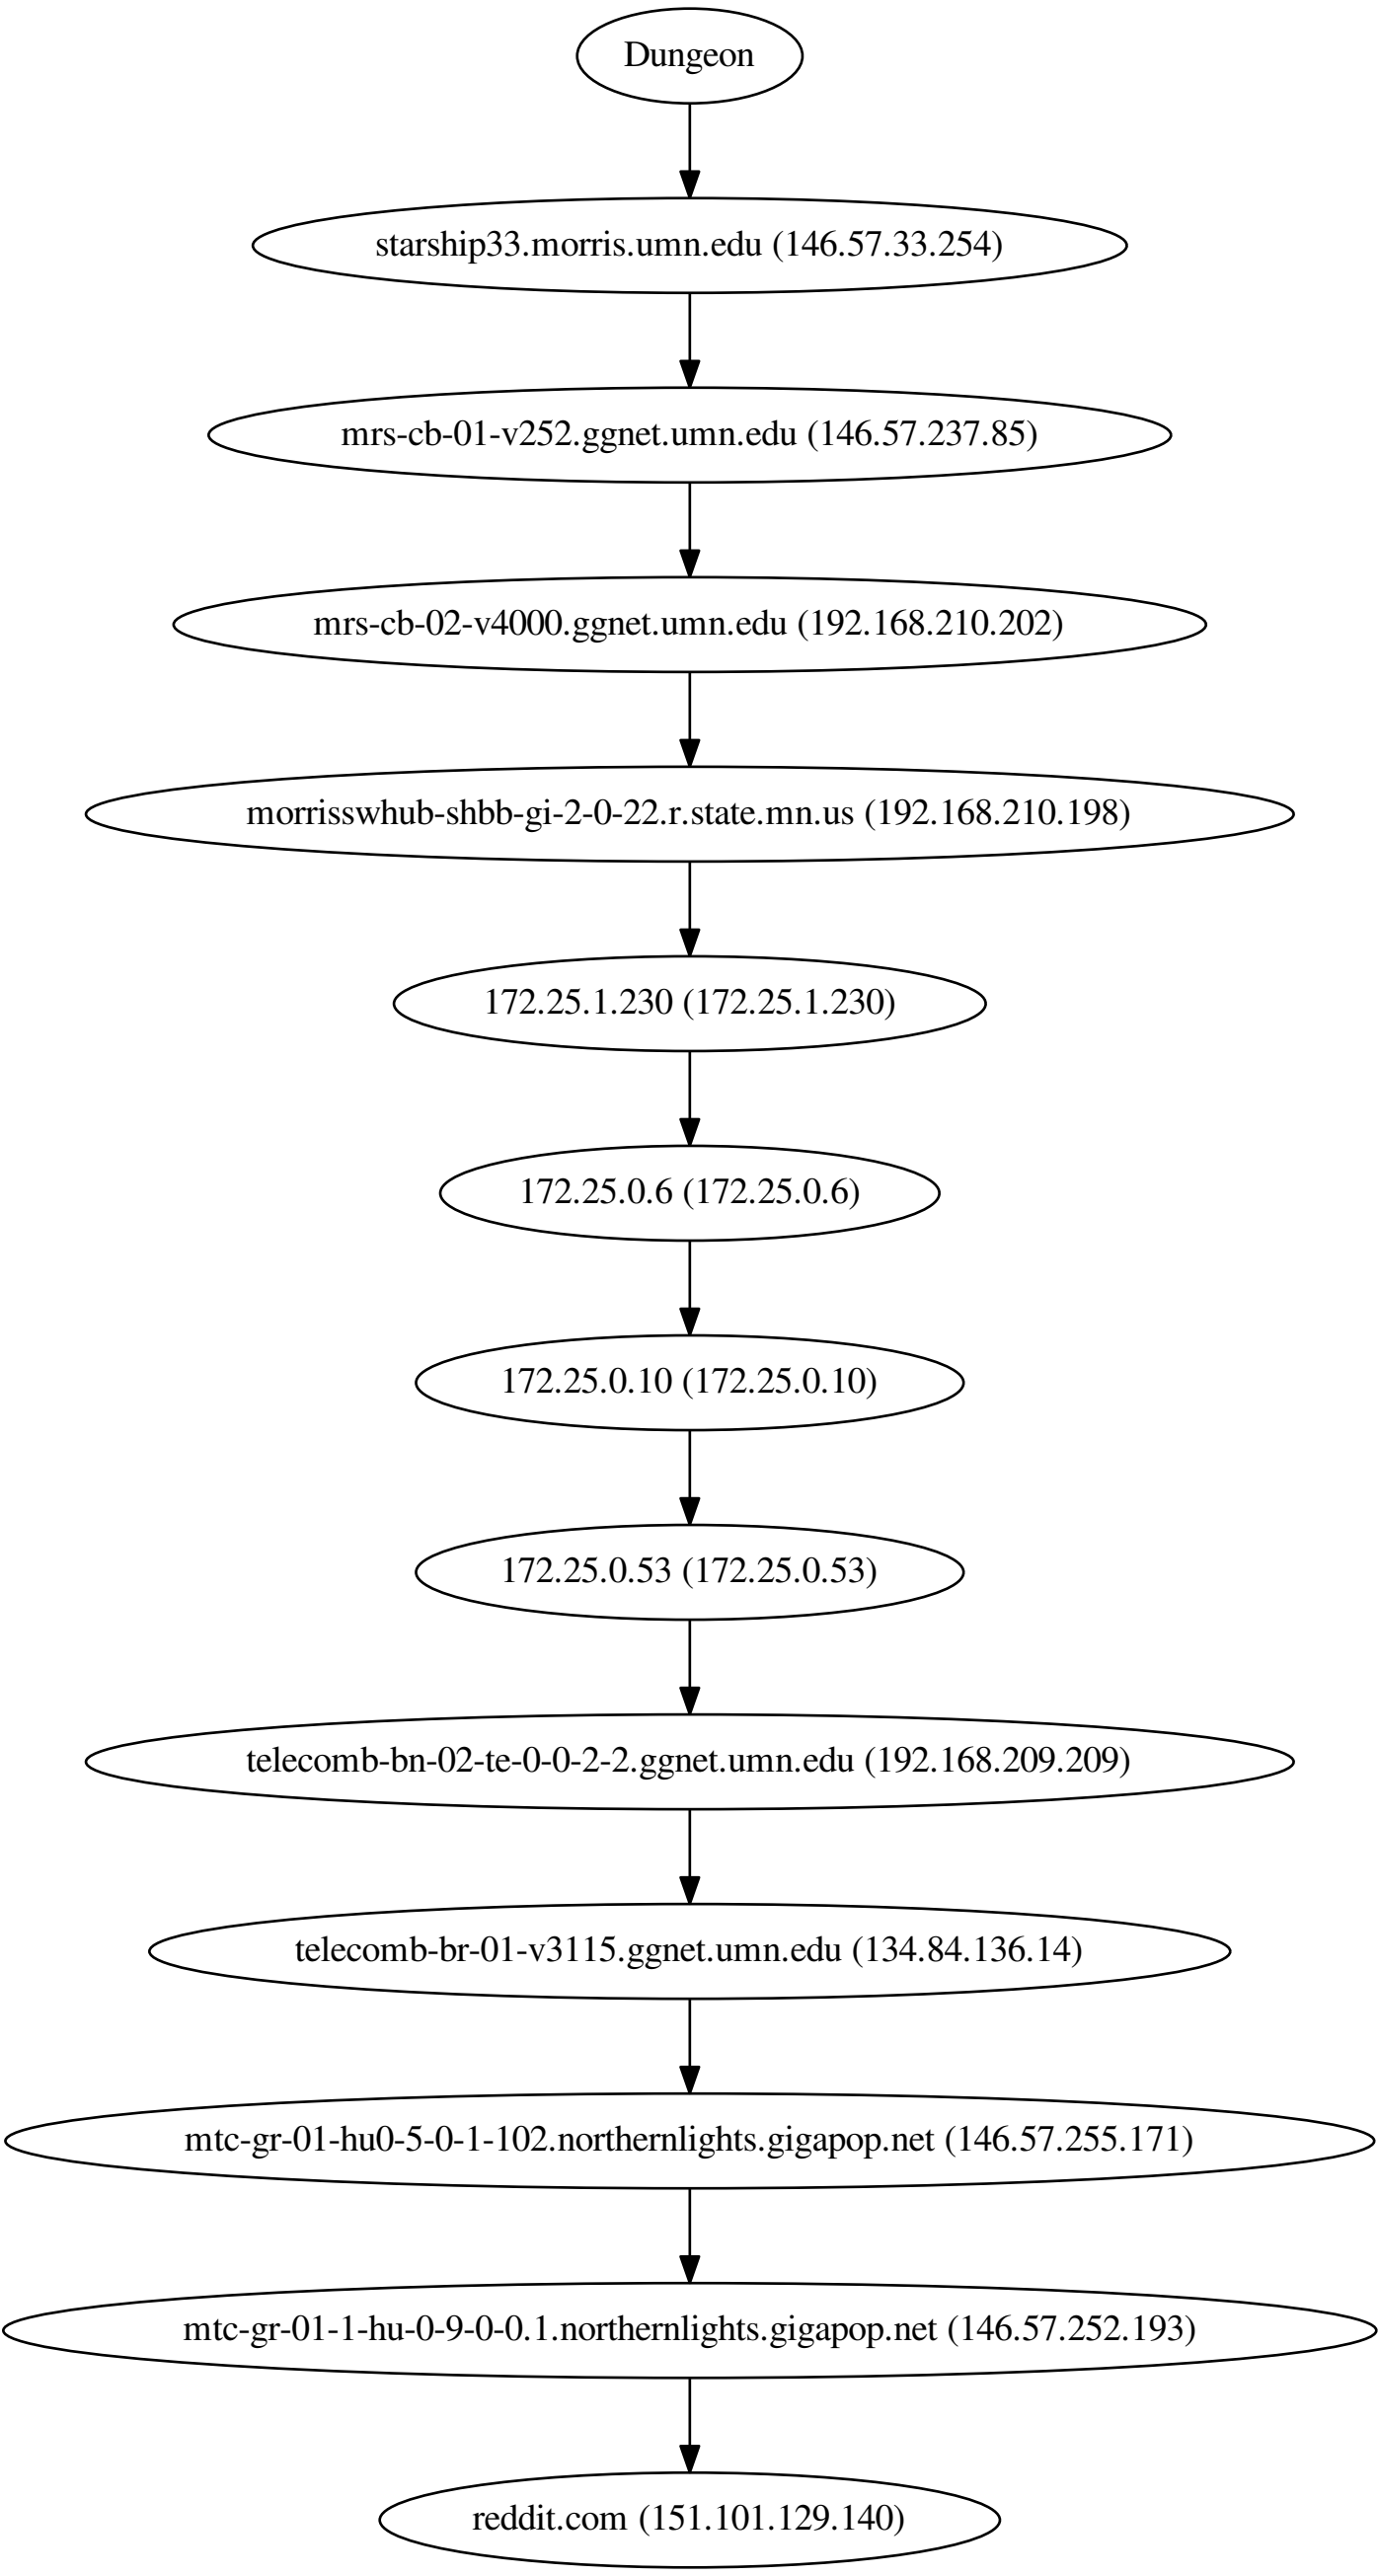 Dungeon
starship33.morris.umn.edu (146.57.33.254)
mrs-cb-01-v252.ggnet.umn.edu (146.57.237.85)
mrs-cb-02-v4000.ggnet.umn.edu (192.168.210.202)
morrisswhub-shbb-gi-2-0-22.r.state.mn.us (192.168.210.198)
172.25.1.230 (172.25.1.230)
172.25.0.6 (172.25.0.6)
172.25.0.10 (172.25.0.10)
172.25.0.53 (172.25.0.53)
telecomb-bn-02-te-0-0-2-2.ggnet.umn.edu (192.168.209.209)
telecomb-br-01-v3115.ggnet.umn.edu (134.84.136.14)
mtc-gr-01-hu0-5-0-1-102.northernlights.gigapop.net (146.57.255.171)
mtc-gr-01-1-hu-0-9-0-0.1.northernlights.gigapop.net (146.57.252.193)
reddit.com (151.101.129.140)